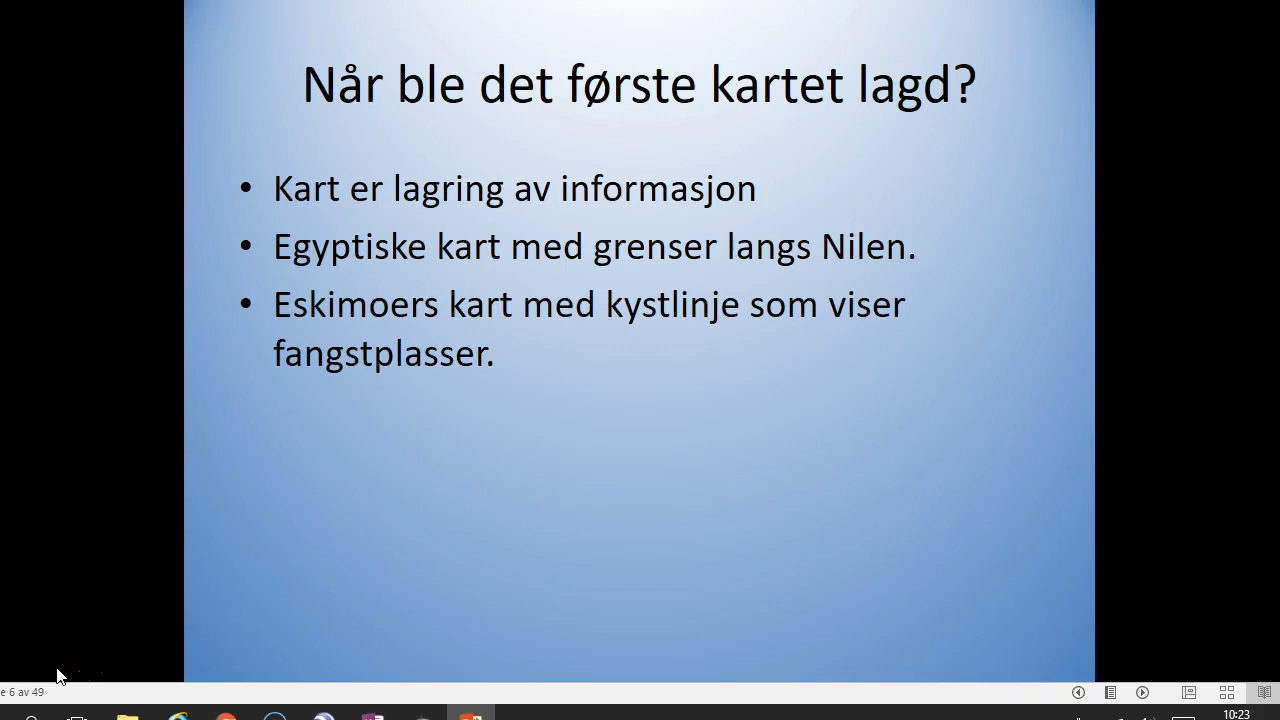 Når ble det første kartet lagd?
• Kart er lagring av informasjon
• Egyptiske kart med grenser langs Nilen.
• Eskimoers kart med kystlinje som viser
fangstplasser.
e 6 av 49
10:23